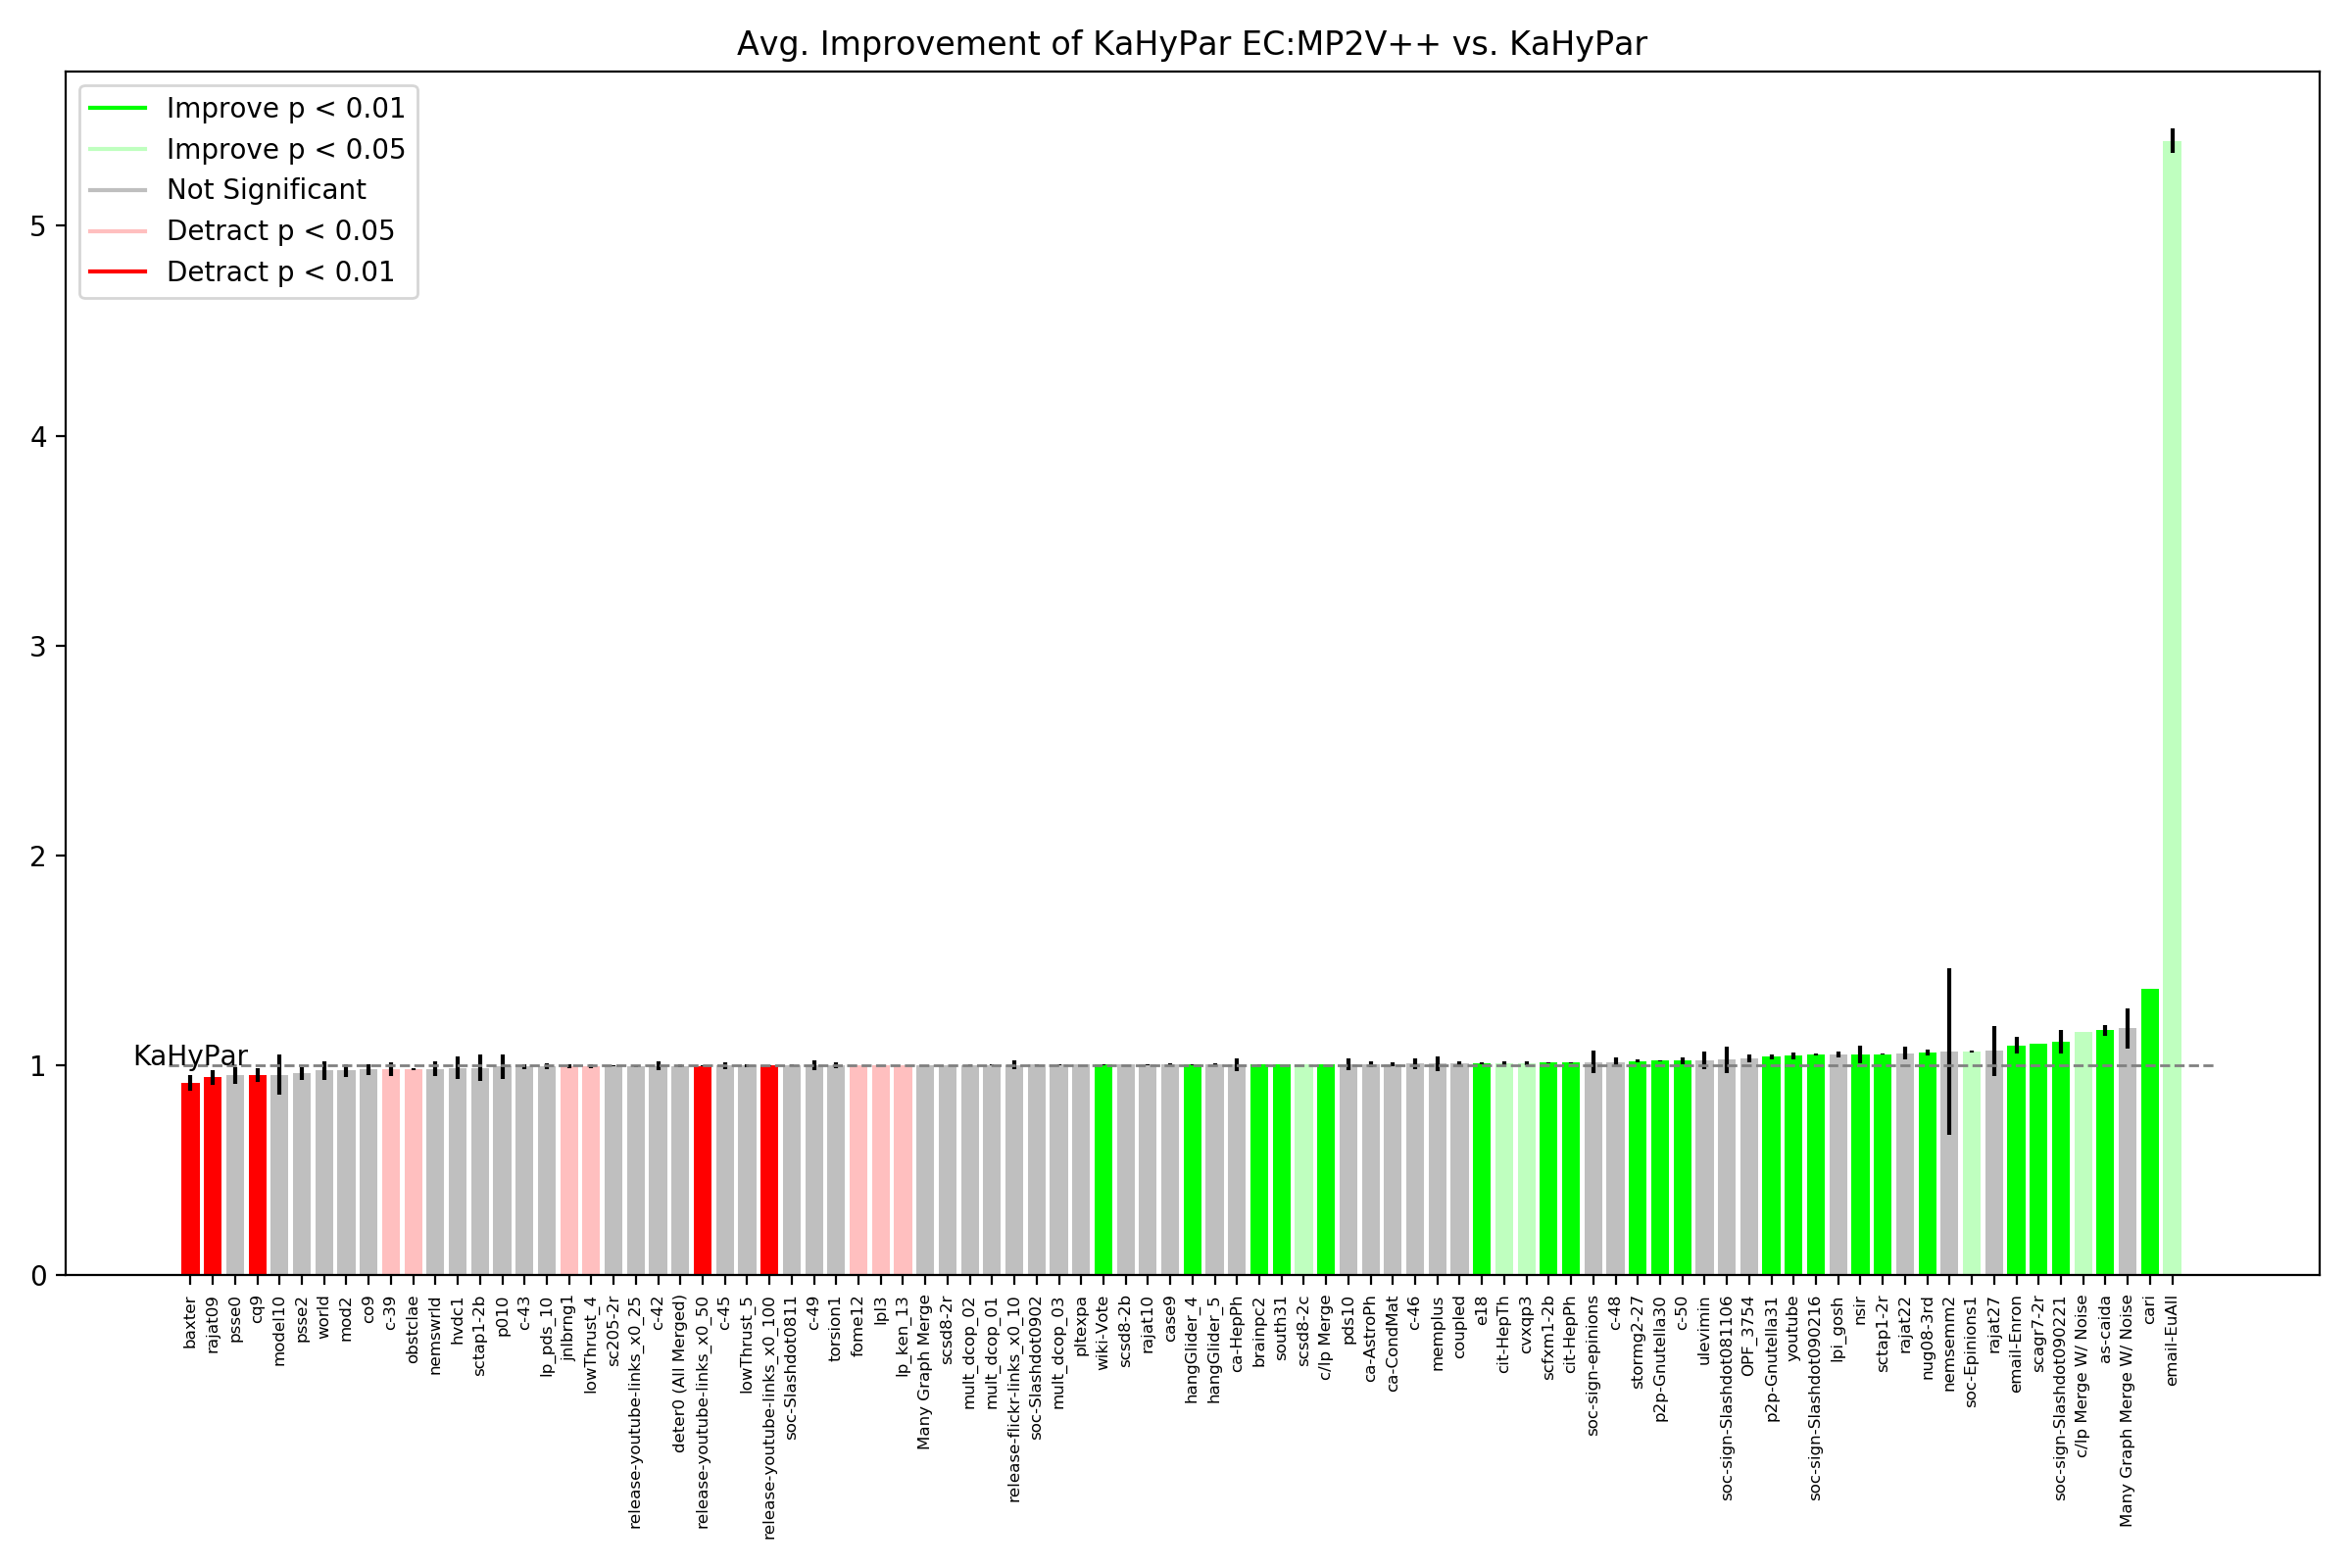 Avg. Improvement of KaHyPar EC:MP2V++ vs. KaHyPar
Improve p < 0.01
Improve p < 0.05
Not Significant
Detract p < 0.05
Detract p < 0.01
5
4
3
2
1
0
KaHyPar
baxter
rajat09
psse0
cq9
model10
psse2
world
mod2
co9
c-39
obstclae
nemswrld
hvdc1
sctap1-2b
p010
c-43
lp_pds_10
jnlbrng1
lowThrust_4
sc205-2r
release-youtube-links_x0_25
c-42
deter0 (All Merged)
release-youtube-links_x0_50
c-45
lowThrust_5
release-youtube-links_x0_100
soc-Slashdot0811
c-49
torsion1
fome12
lpl3
lp_ken_13
Many Graph Merge
scsd8-2r
mult_dcop_02
mult_dcop_01
release-flickr-links_x0_10
soc-Slashdot0902
mult_dcop_03
pltexpa
wiki-Vote
scsd8-2b
rajat10
case9
hangGlider_4
hangGlider_5
ca-HepPh
brainpc2
south31
scsd8-2c
c/lp Merge
pds10
ca-AstroPh
ca-CondMat
c-46
memplus
coupled
e18
cit-HepTh
cvxqp3
scfxm1-2b
cit-HepPh
soc-sign-epinions
c-48
stormg2-27
p2p-Gnutella30
c-50
ulevimin
soc-sign-Slashdot081106
OPF_3754
p2p-Gnutella31
youtube
soc-sign-Slashdot090216
lpi_gosh
nsir
sctap1-2r
rajat22
nug08-3rd
nemsemm2
soc-Epinions1
rajat27
email-Enron
scagr7-2r
soc-sign-Slashdot090221
c/lp Merge W/ Noise
as-caida
Many Graph Merge W/ Noise
cari
email-EuAll